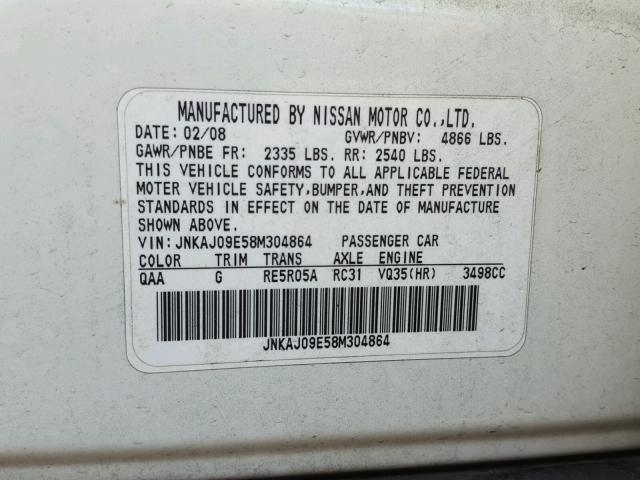 MANUFACTURED BY NISSAN MOTOR CO.,LTD.
DATE: 02/08 GVWR/PNBV: 4866 LBS.
GAWR/PNBE FR: 2335 LBS. RR: 2540 LBS.
THIS VEHICLE CONFORMS TO ALL APPLICABLE FEDERAL
MOTER VEHICLE SAFETY,BUMPER,AND THEFT PREVENTION
STANDARDS IN EFFECT ON THE DATE OF MANUFACTURE
SHOWN ABOVE.
VIN:JNKAJ09E58M304864 PASSENGER CAR
COLOR TRIM TRANS AXLE ENGINE
QAA G RE5R05A RC31 VQ35(HR) 3498CC
JNKAJ09E58M304864